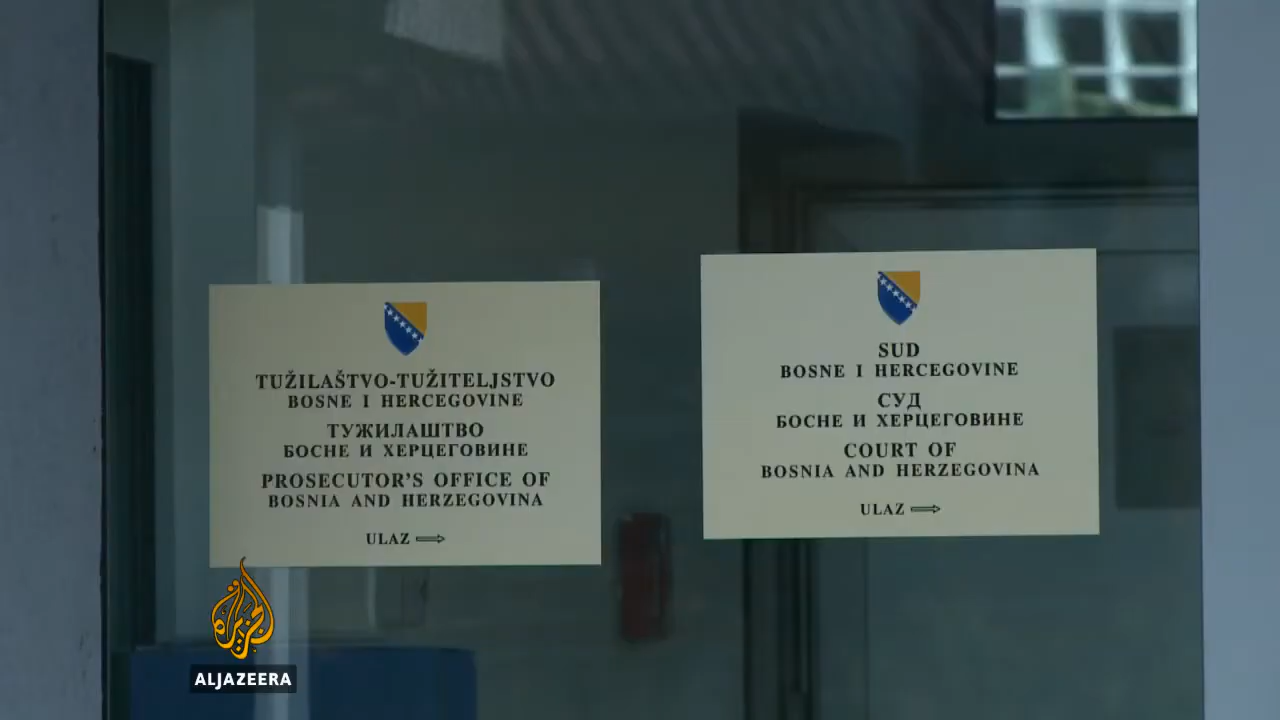 TUŽILAŠTVO-TUŽITELJSTVO
BOSNE I HERCEGOVINE
ТУЖИЛАШТВО
БОСНЕ И ХЕРЦЕГОВИНЕ
PROSECUTOR'S OFFICE OF
BOSNIA AND HERZEGOVINA
ULAZ ⇒
SUD
BOSNE I HERCEGOVINE
СУД
БОСНЕ И ХЕРЦЕГОВИНЕ
COURT OF
BOSNIA AND HERZEGOVINA
ULAZ ⇒
الجزيرة
ALJAZEERA